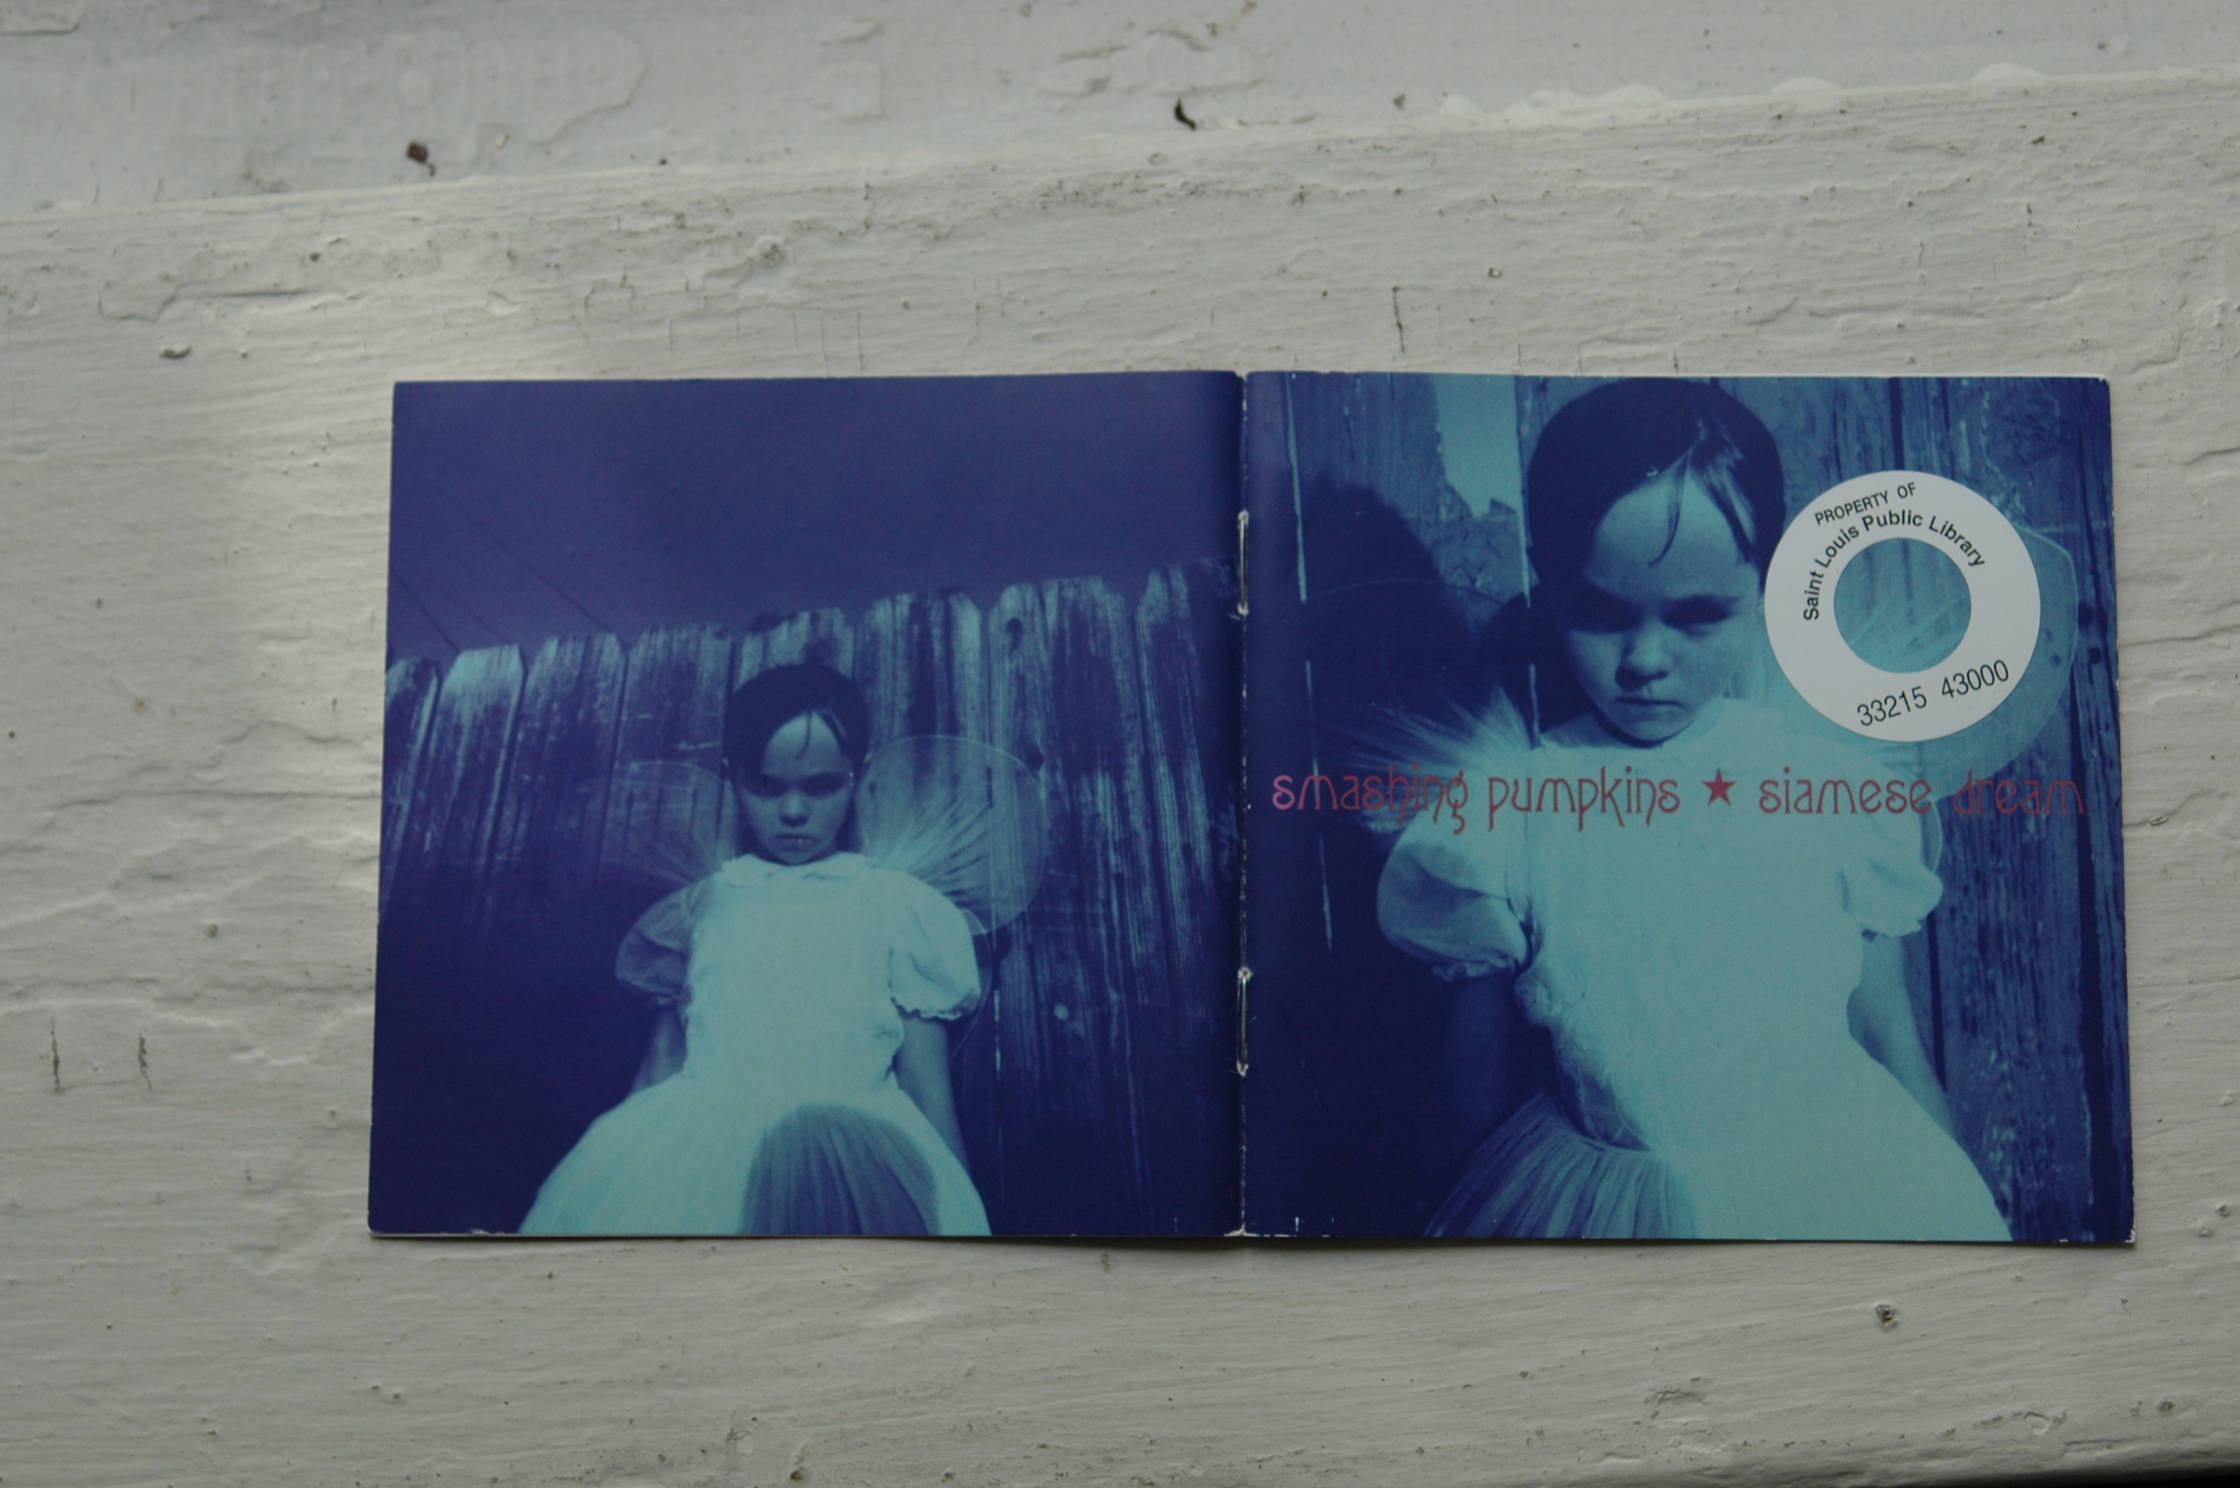 PROPERTY OF
Saint Louis Public Library
33215 43000
smashing pumpkins ★ siamese dream